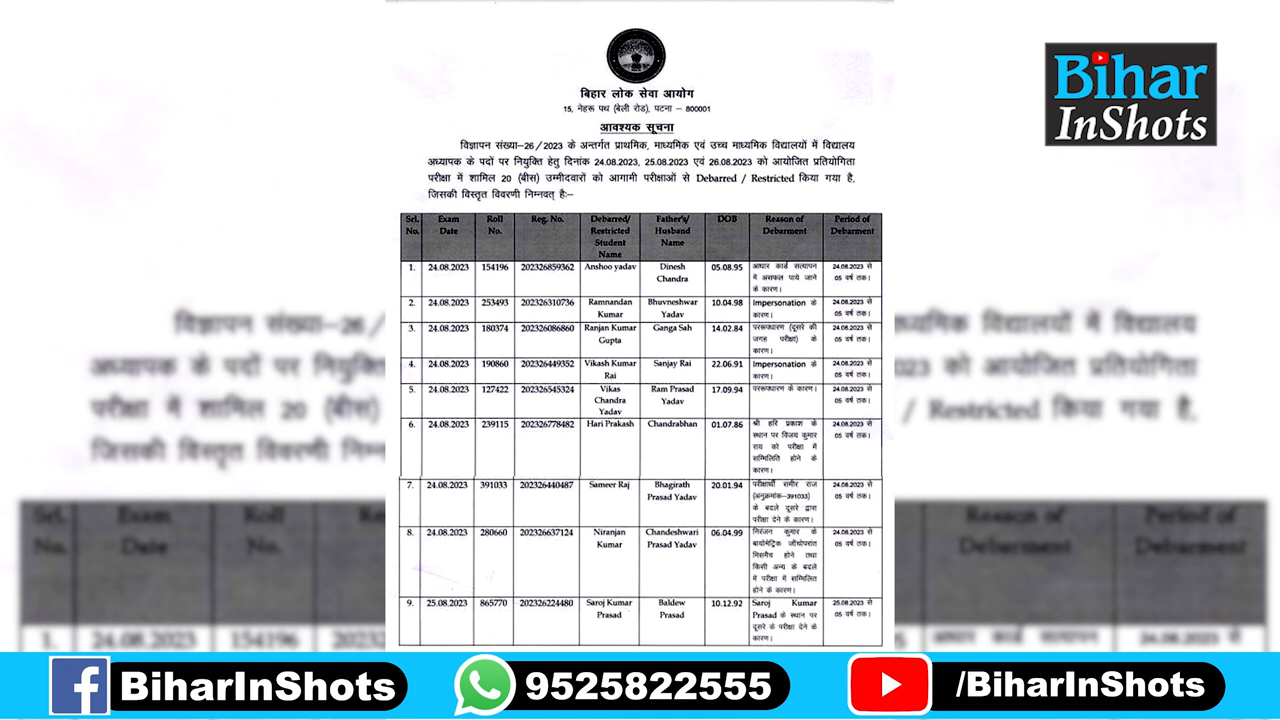 बिहार लोक सेवा आयोग
15, नेहरू पथ (बेली रोड), पटना – 800001
आवश्यक सूचना
विज्ञापन संख्या–26/2023 के अन्तर्गत प्राथमिक, माध्यमिक एवं उच्च माध्यमिक विद्यालयों में विद्यालय
अध्यापक के पदों पर नियुक्ति हेतु दिनांक 24.08.2023, 25.08.2023 एवं 26.08.2023 को आयोजित प्रतियोगिता
परीक्षा में शामिल 20 (बीस) उम्मीदवारों को आगामी परीक्षाओं से Debarred / Restricted किया गया है,
जिसकी विस्तृत विवरणी निम्नवत् है:–
Srl. No. Exam Date Roll No. Reg. No. Debarred/ Restricted Student Name Father's/ Husband Name DOB Reason of Debarment Period of Debarment
1. 24.08.2023 154196 202326859362 Anshoo yadav Dinesh Chandra 05.08.95 आधार कार्ड सत्यापन में असफल पाये जाने के कारण। 24.08.2023 से 05 वर्ष तक।
2. 24.08.2023 253493 202326310736 Ramnandan Kumar Bhuvneshwar Yadav 10.04.98 Impersonation के कारण। 24.08.2023 से 05 वर्ष तक।
3. 24.08.2023 180374 202326086860 Ranjan Kumar Gupta Ganga Sah 14.02.84 पररूपधारण (दूसरे की जगह परीक्षा) के कारण। 24.08.2023 से 05 वर्ष तक।
4. 24.08.2023 190860 202326449352 Vikash Kumar Rai Sanjay Rai 22.06.91 Impersonation के कारण। 24.08.2023 से 05 वर्ष तक।
5. 24.08.2023 127422 202326545324 Vikas Chandra Yadav Ram Prasad Yadav 17.09.94 पररूपधारण के कारण। 24.08.2023 से 05 वर्ष तक।
6. 24.08.2023 239115 202326778482 Hari Prakash Chandrabhan 01.07.86 श्री हरि प्रकाश के स्थान पर विजय कुमार राय को परीक्षा में सम्मिलिति होने के कारण। 24.08.2023 से 05 वर्ष तक।
7. 24.08.2023 391033 202326440487 Sameer Raj Bhagirath Prasad Yadav 20.01.94 परीक्षार्थी समीर राज (अनुक्रमांक–391033) के बदले दूसरे द्वारा परीक्षा देने के कारण। 24.08.2023 से 05 वर्ष तक।
8. 24.08.2023 280660 202326637124 Niranjan Kumar Chandeshwari Prasad Yadav 06.04.99 निरंजन कुमार के बायोमेट्रिक जाँचोपरांत मिसमैच होने तथा किसी अन्य के बदले में परीक्षा में सम्मिलित होने के कारण। 24.08.2023 से 05 वर्ष तक।
9. 25.08.2023 865770 202326224480 Saroj Kumar Prasad Baldew Prasad 10.12.92 Saroj Kumar Prasad के स्थान पर दूसरे के परीक्षा देने के कारण। 25.08.2023 से 05 वर्ष तक।
Bihar
InShots
BiharInShots
9525822555
/BiharInShots